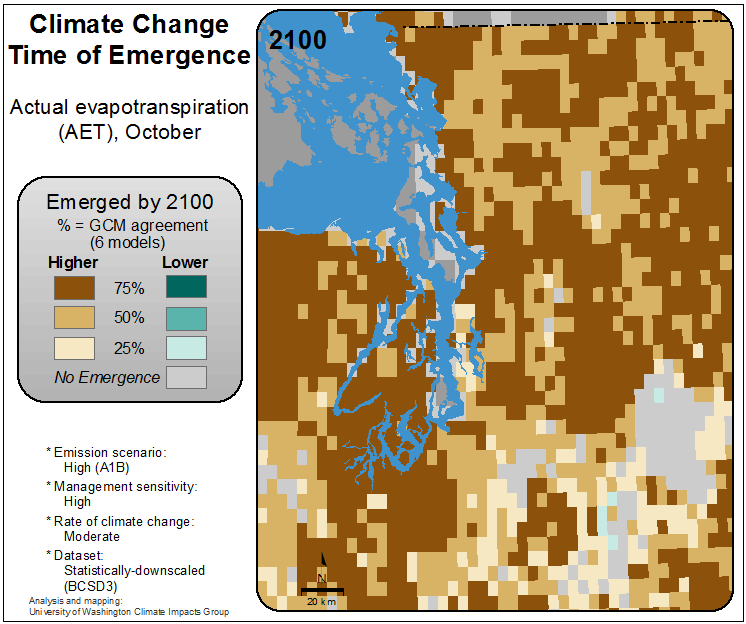 Climate Change
Time of Emergence
Actual evapotranspiration
(AET), October
Emerged by 2100
% = GCM agreement
(6 models)
Higher Lower
75%
50%
25%
No Emergence
* Emission scenario:
High (A1B)
* Management sensitivity:
High
* Rate of climate change:
Moderate
* Dataset:
Statistically-downscaled
(BCSD3)
Analysis and mapping:
University of Washington Climate Impacts Group
2100
N
20 km